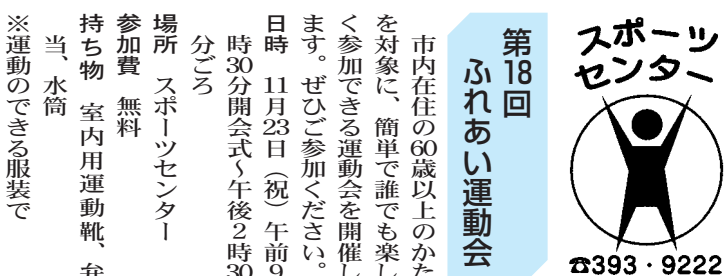 スポーツ
センター
☎393・9222
第18回
ふれあい運動会
市内在住の60歳以上のかた
を対象に、簡単で誰でも楽し
く参加できる運動会を開催し
ます。ぜひご参加ください。
日時　11月23日（祝）午前9
時30分開会式～午後2時30
分ごろ
場所　スポーツセンター
参加費　無料
持ち物　室内用運動靴、弁
当、水筒
※運動のできる服装で